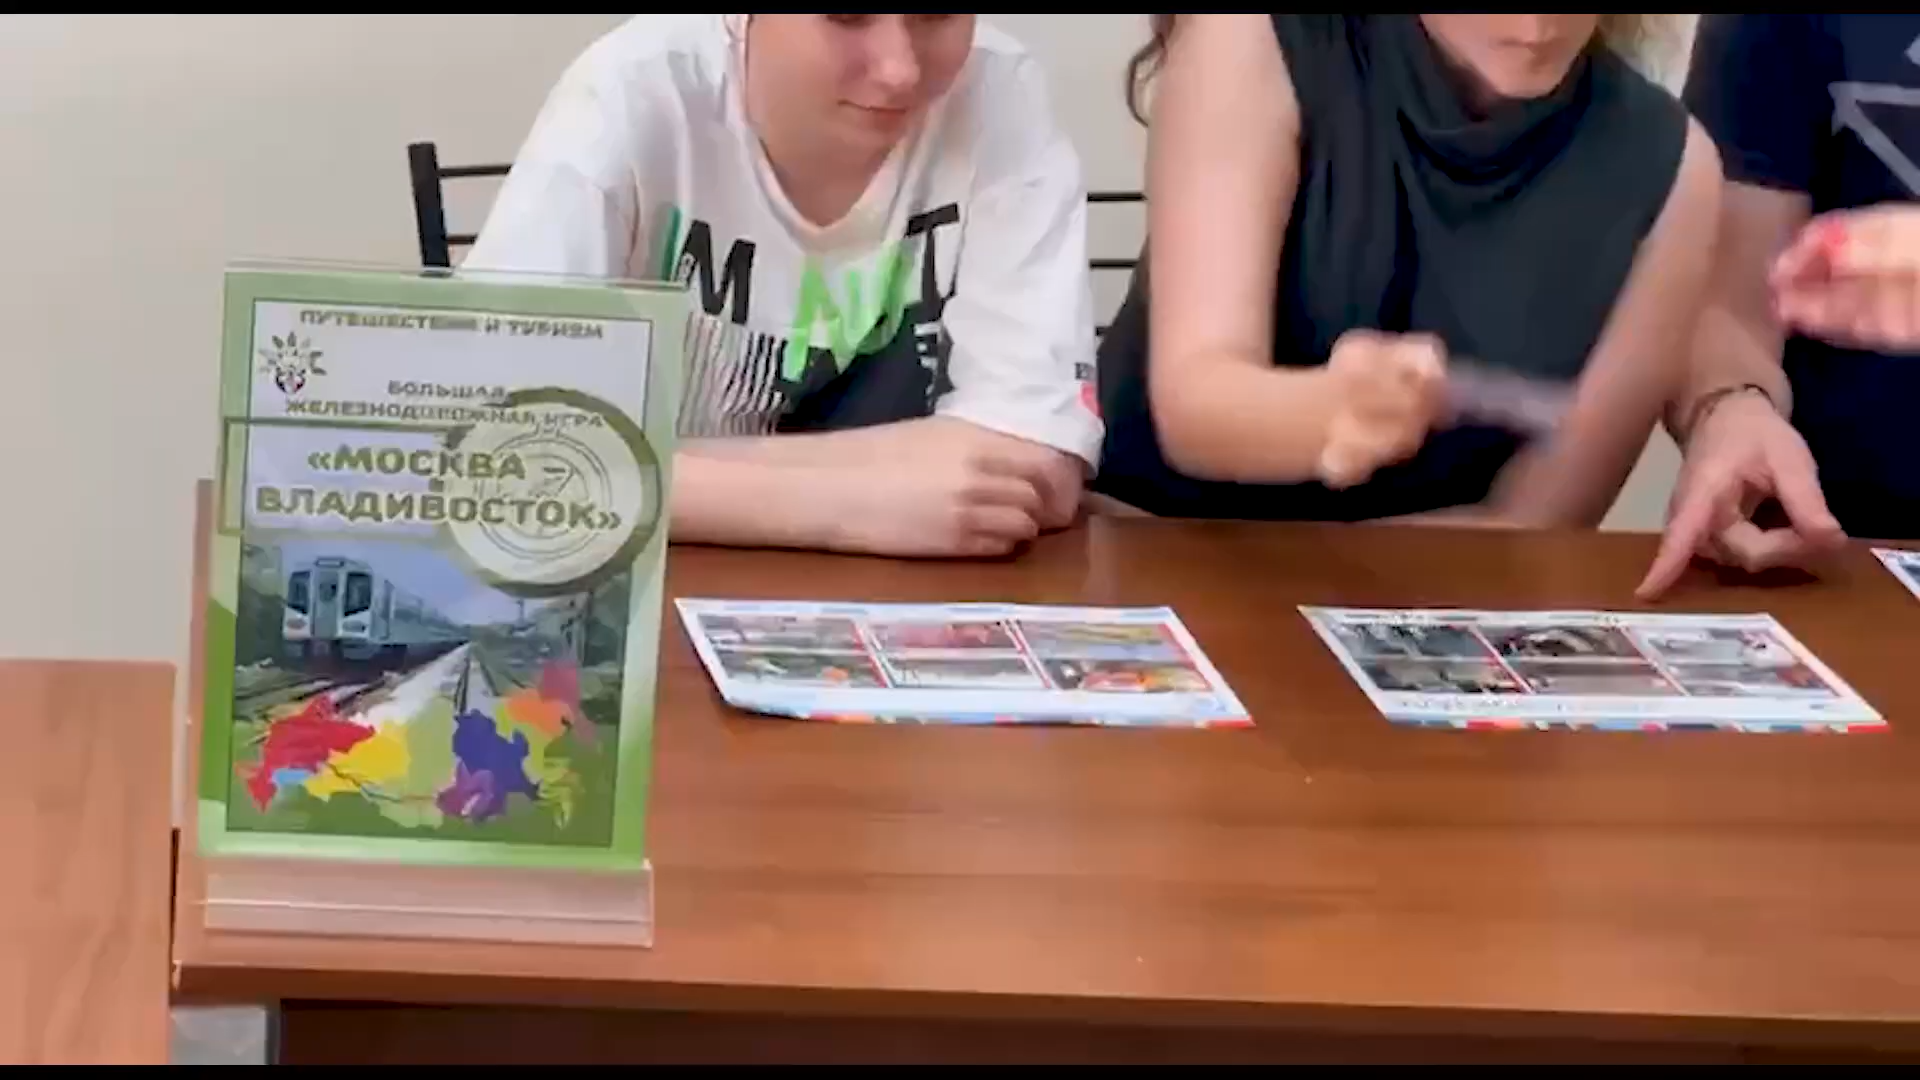 ПУТЕШЕСТВИЕ И ТУРИЗМ
БОЛЬШАЯ
ЖЕЛЕЗНОДОРОЖНАЯ ИГРА
«МОСКВА -
ВЛАДИВОСТОК»